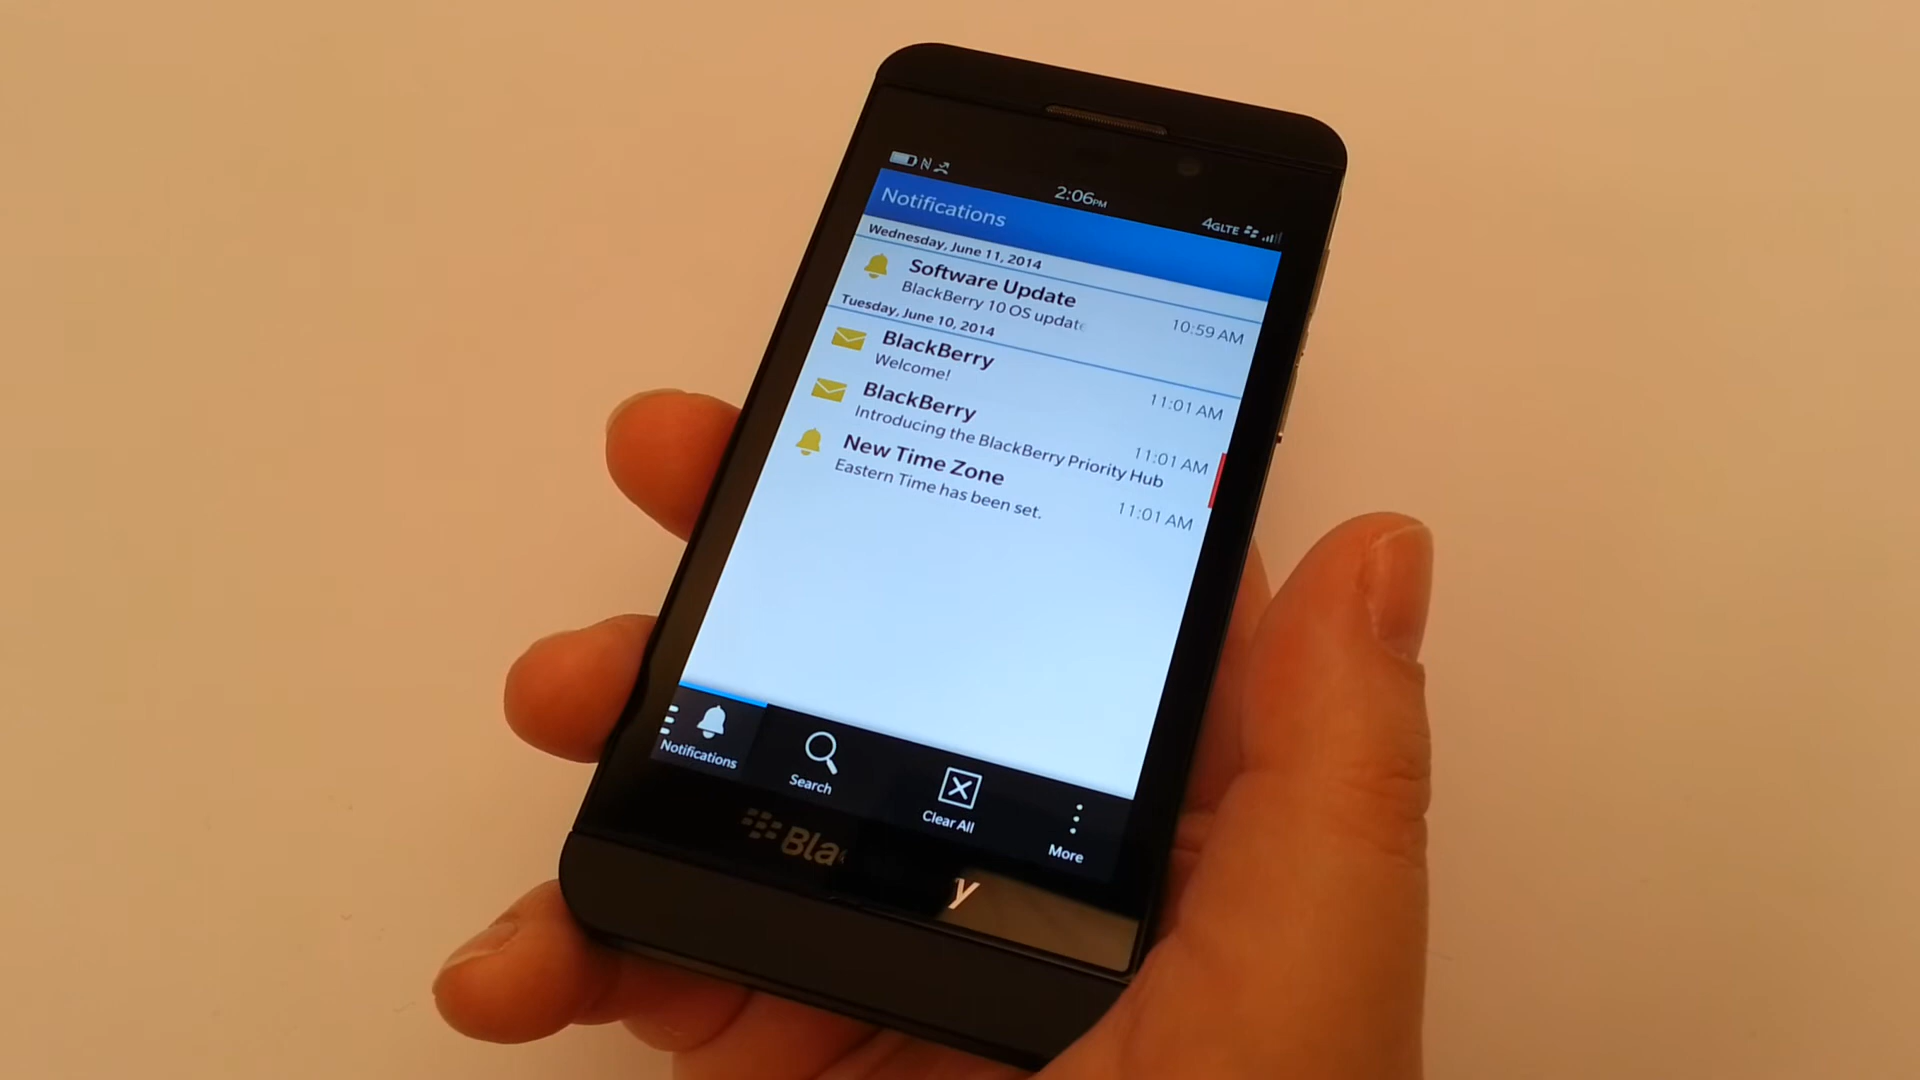 2:06PM
4GLTE
Notifications
Wednesday, June 11, 2014
Software Update
BlackBerry 10 OS update
10:59 AM
Tuesday, June 10, 2014
BlackBerry
Welcome!
11:01 AM
BlackBerry
Introducing the BlackBerry Priority Hub
11:01 AM
New Time Zone
Eastern Time has been set.
11:01 AM
Notifications
Search
Clear All
More
Bla y